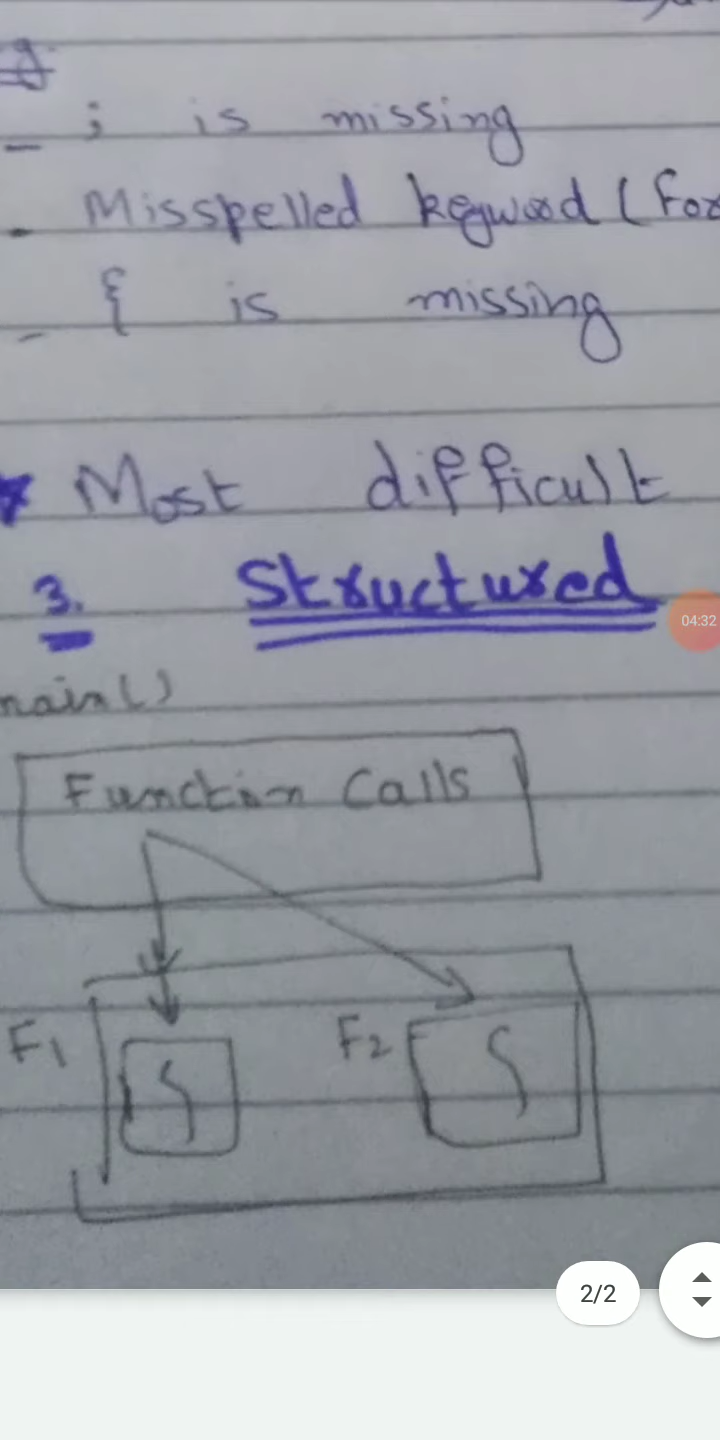 g
- ; is missing
- Misspelled keyword (For
- { is missing
* Most difficult
3. Structured
main()
Function Calls
F1 F2
04:32
2/2